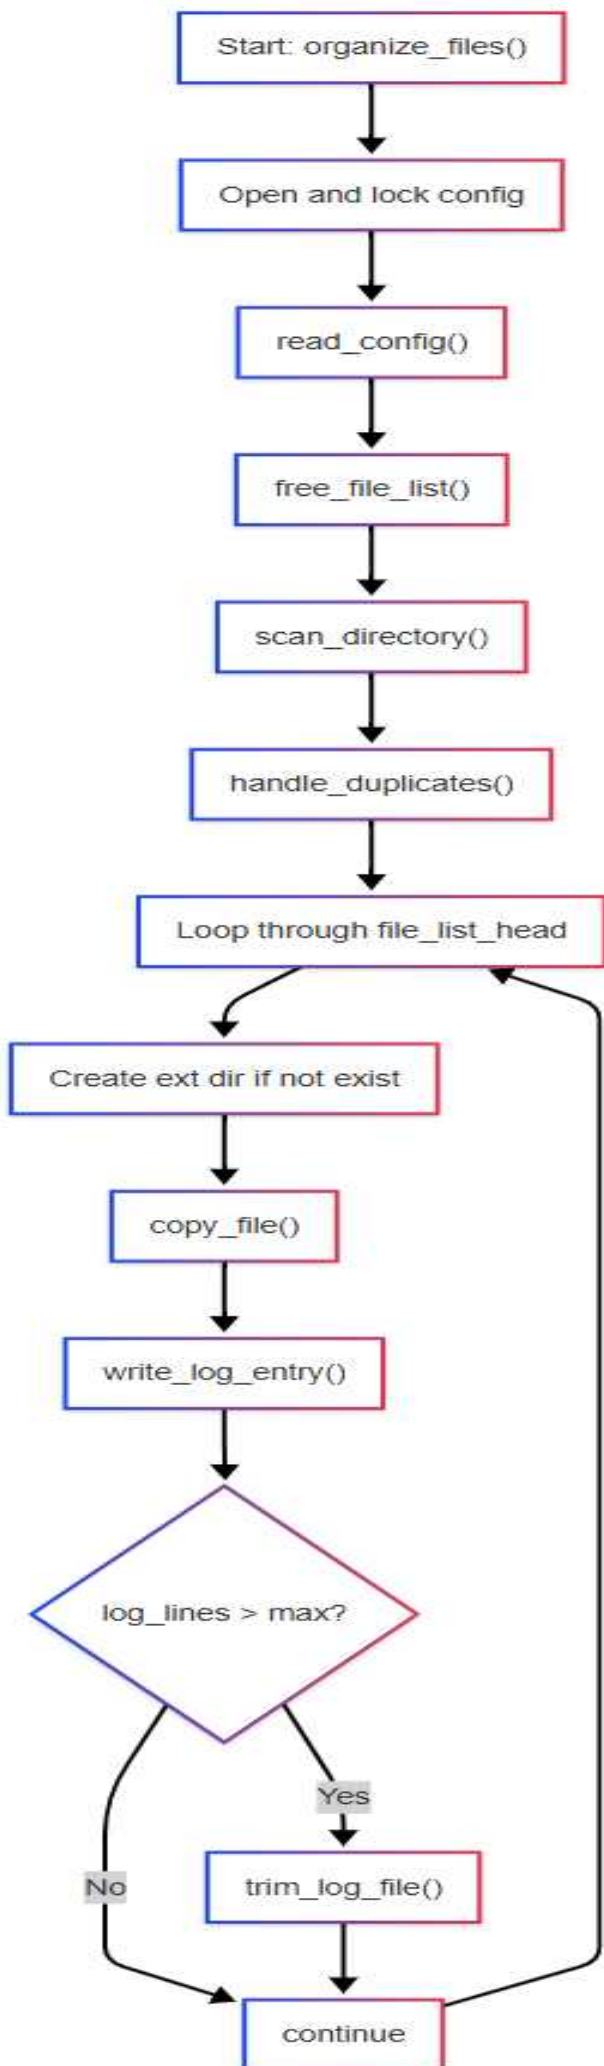 Start: organize_files()
Open and lock config
read_config()
free_file_list()
scan_directory()
handle_duplicates()
Loop through file_list_head
Create ext dir if not exist
copy_file()
write_log_entry()
log_lines > max?
Yes
No
trim_log_file()
continue